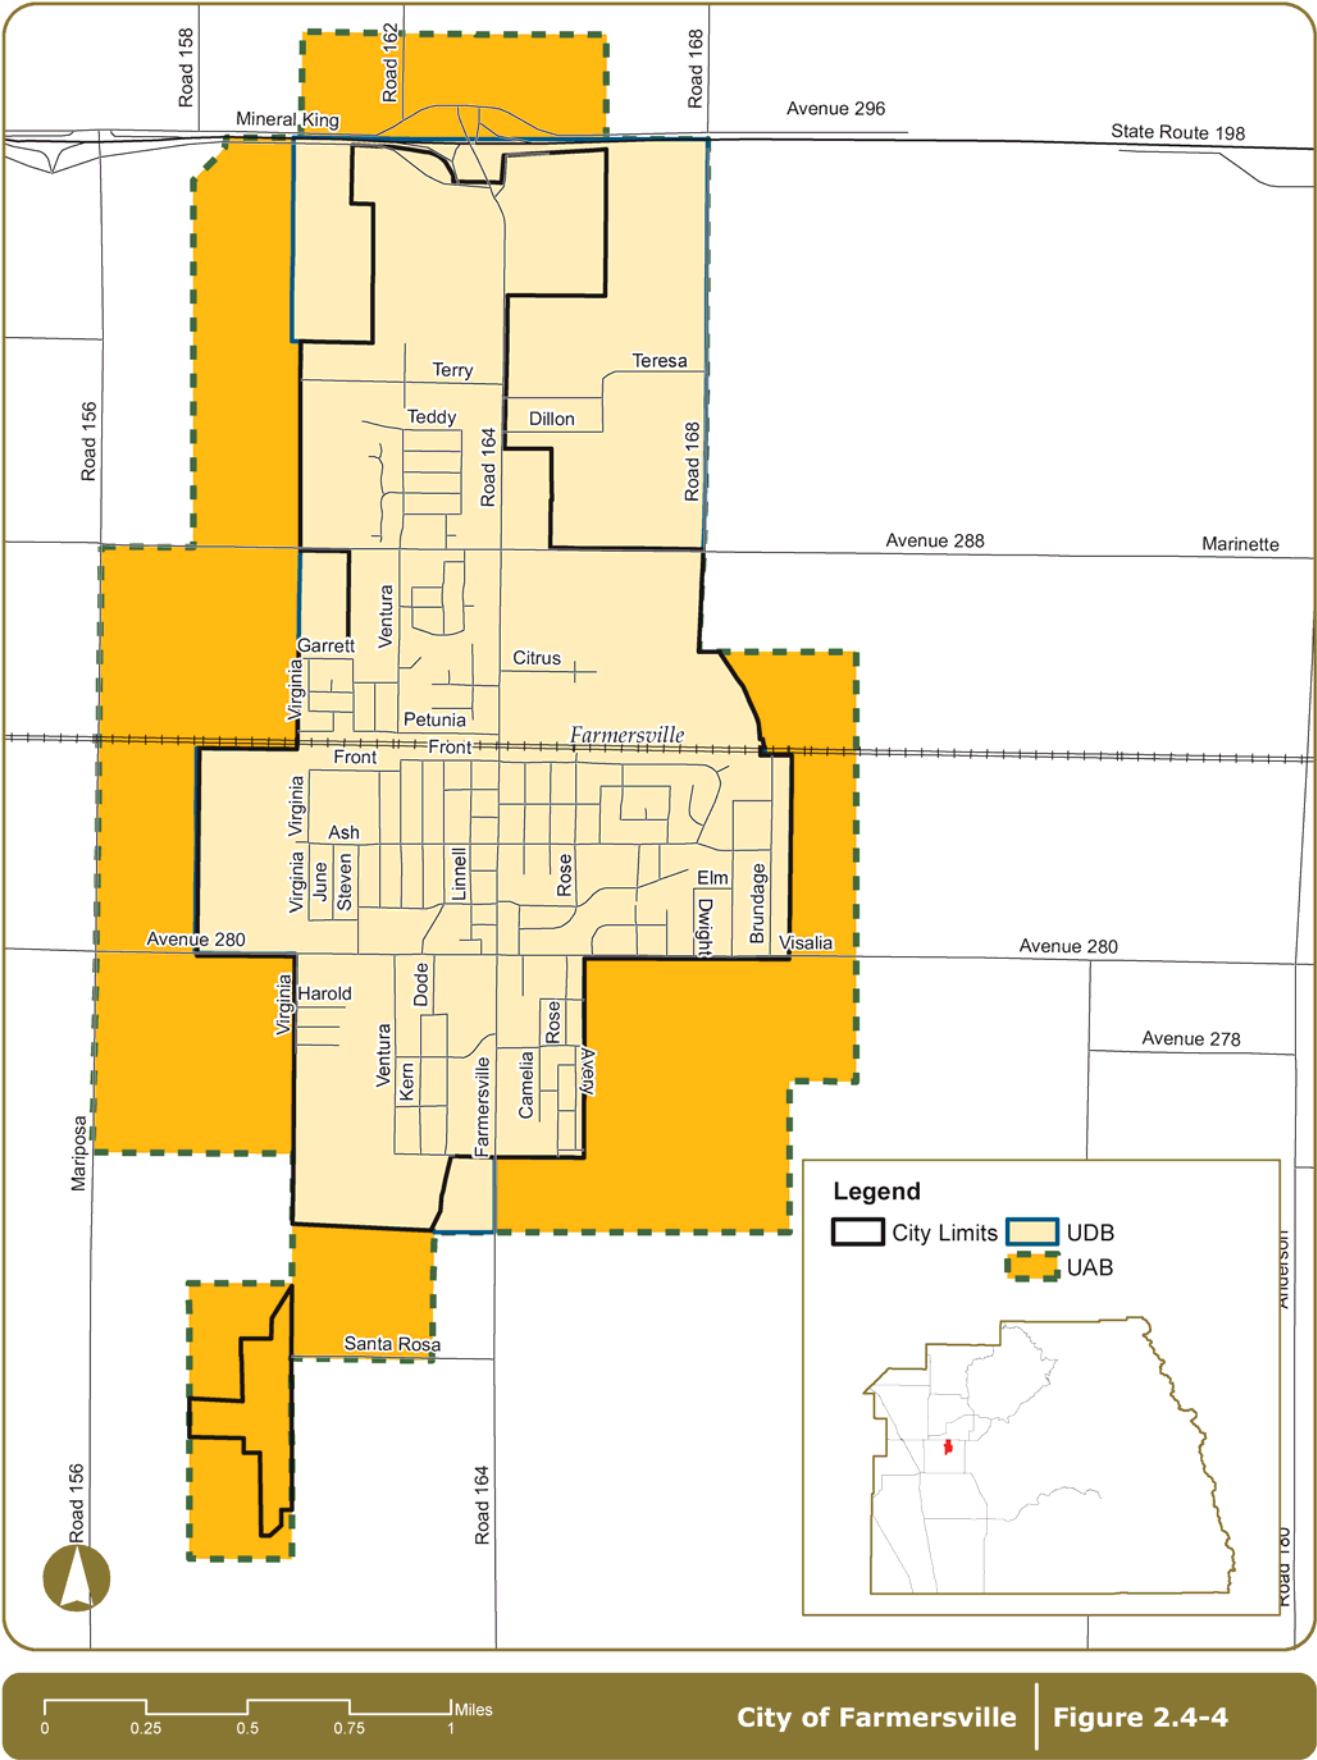 Road 158
Road 162
Road 168
Mineral King
Avenue 296
State Route 198
Teresa
Terry
Road 156
Teddy
Dillon
Road 164
Road 168
Avenue 288
Marinette
Ventura
Garrett
Virginia
Citrus
Petunia
Farmersville
Front
Front
Virginia
Ash
Virginia
June
Steven
Linnell
Rose
Elm
Dwight
Brundage
Avenue 280
Visalia
Avenue 280
Virginia
Harold
Dode
Rose
Ventura
Kern
Farmersville
Camelia
Avery
Avenue 278
Mariposa
Legend
City Limits
UDB
UAB
Anderson
Santa Rosa
Road 156
Road 164
Road 180
Miles
0
0.25
0.5
0.75
1
City of Farmersville
Figure 2.4-4